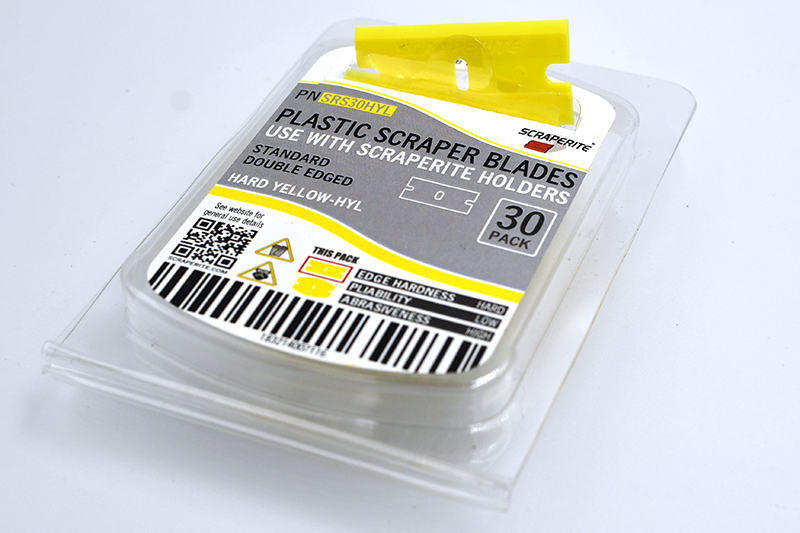 SCRAPERITE
PN SRS30HYL
SCRAPERITE
PLASTIC SCRAPER BLADES
USE WITH SCRAPERITE HOLDERS
STANDARD
DOUBLE EDGED
HARD YELLOW-HYL
30
PACK
See website for
general use details
SCRAPERITE.COM
THIS PACK
EDGE HARDNESS HARD
PLIABILITY LOW
ABRASIVENESS HIGH